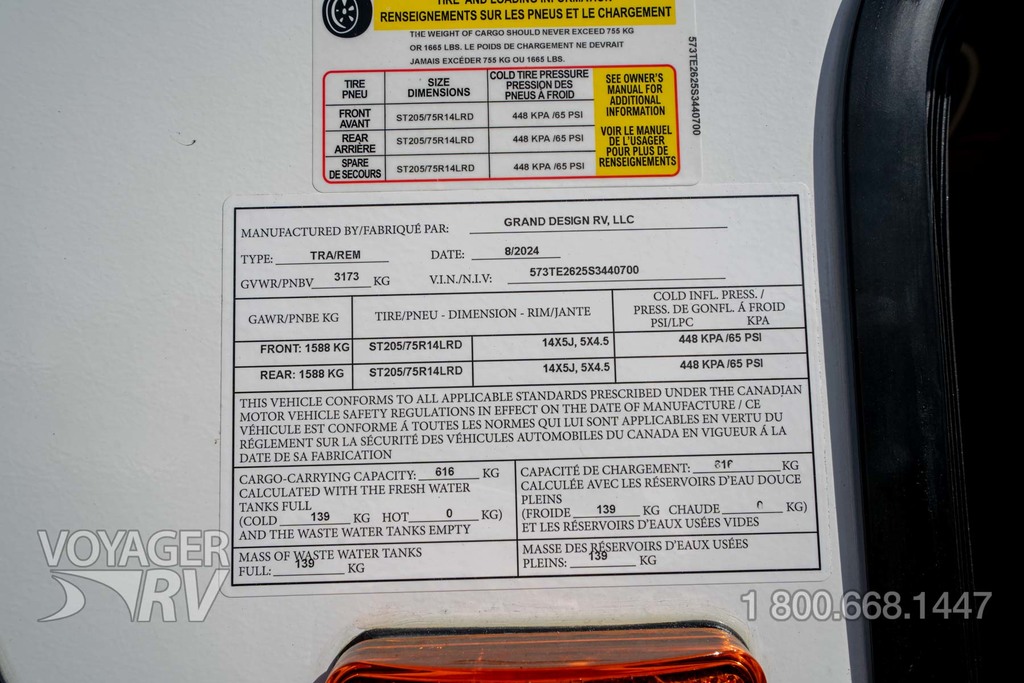 TIRE AND LOADING INFORMATION
RENSEIGNEMENTS SUR LES PNEUS ET LE CHARGEMENT
THE WEIGHT OF CARGO SHOULD NEVER EXCEED 755 KG
OR 1665 LBS. LE POIDS DE CHARGEMENT NE DEVRAIT
JAMAIS EXCÉDER 755 KG OU 1665 LBS.
TIRE PNEU SIZE DIMENSIONS COLD TIRE PRESSURE PRESSION DES PNEUS À FROID
FRONT AVANT ST205/75R14LRD 448 KPA /65 PSI
REAR ARRIÈRE ST205/75R14LRD 448 KPA /65 PSI
SPARE DE SECOURS ST205/75R14LRD 448 KPA /65 PSI
SEE OWNER'S
MANUAL FOR
ADDITIONAL
INFORMATION
VOIR LE MANUEL
DE L'USAGER
POUR PLUS DE
RENSEIGNEMENTS
573TE2625S3440700
MANUFACTURED BY/FABRIQUÉ PAR: GRAND DESIGN RV, LLC
TYPE: TRA/REM DATE: 8/2024
GVWR/PNBV 3173 KG V.I.N./N.I.V: 573TE2625S3440700
GAWR/PNBE KG TIRE/PNEU - DIMENSION - RIM/JANTE
COLD INFL. PRESS. /
PRESS. DE GONFL. Á FROID
PSI/LPC KPA
FRONT: 1588 KG ST205/75R14LRD 14X5J, 5X4.5 448 KPA /65 PSI
REAR: 1588 KG ST205/75R14LRD 14X5J, 5X4.5 448 KPA /65 PSI
THIS VEHICLE CONFORMS TO ALL APPLICABLE STANDARDS PRESCRIBED UNDER THE CANADIAN
MOTOR VEHICLE SAFETY REGULATIONS IN EFFECT ON THE DATE OF MANUFACTURE / CE
VÉHICULE EST CONFORME Á TOUTES LES NORMES QUI LUI SONT APPLICABLES EN VERTU DU
RÉGLEMENT SUR LA SÉCURITÉ DES VÉHICULES AUTOMOBILES DU CANADA EN VIGUEUR Á LA
DATE DE SA FABRICATION
CARGO-CARRYING CAPACITY: 616 KG
CALCULATED WITH THE FRESH WATER
TANKS FULL
(COLD 139 KG HOT 0 KG)
AND THE WASTE WATER TANKS EMPTY
CAPACITÉ DE CHARGEMENT: 616 KG
CALCULÉE AVEC LES RÉSERVOIRS D'EAU DOUCE
PLEINS
(FROIDE 139 KG CHAUDE 0 KG)
ET LES RÉSERVOIRS D'EAUX USÉES VIDES
MASS OF WASTE WATER TANKS
FULL: 139 KG
MASSE DES RÉSERVOIRS D'EAUX USÉES
PLEINS: 139 KG
VOYAGER
RV
1 800.668.1447